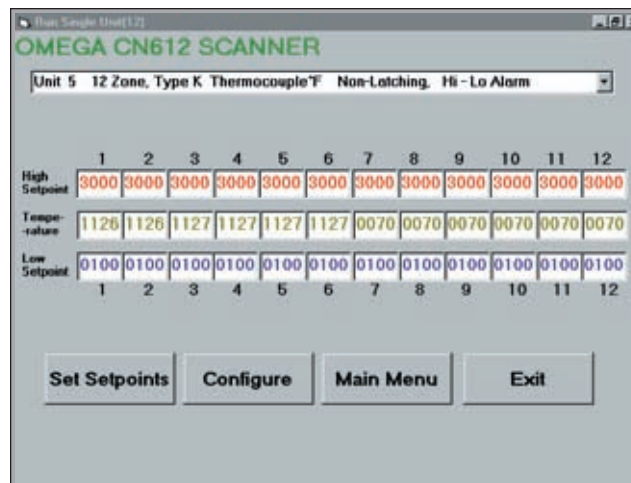 Run Single Unit(12)
OMEGA CN612 SCANNER
Unit 5 12 Zone, Type K Thermocouple°F Non-Latching, Hi - Lo Alarm
1 2 3 4 5 6 7 8 9 10 11 12
High Setpoint 3000 3000 3000 3000 3000 3000 3000 3000 3000 3000 3000 3000
Tempe-
-rature 1126 1126 1127 1127 1127 1127 0070 0070 0070 0070 0070 0070
Low Setpoint 0100 0100 0100 0100 0100 0100 0100 0100 0100 0100 0100 0100
1 2 3 4 5 6 7 8 9 10 11 12
Set Setpoints Configure Main Menu Exit